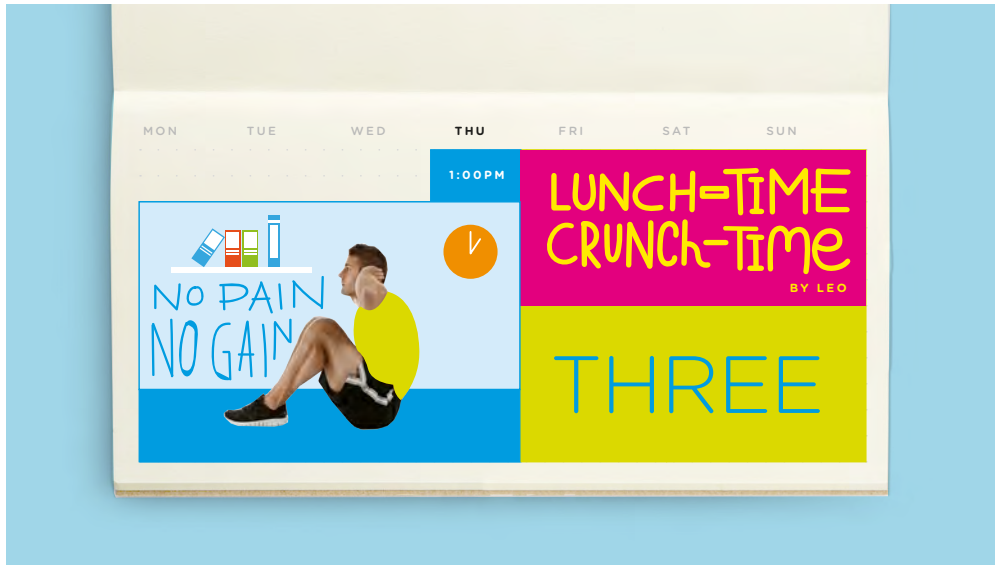 MON TUE WED THU FRI SAT SUN
1:00PM
LUNCH-TIME
CRUNCh-TIMe
BY LEO
NO PAIN
NO GAIN
THREE